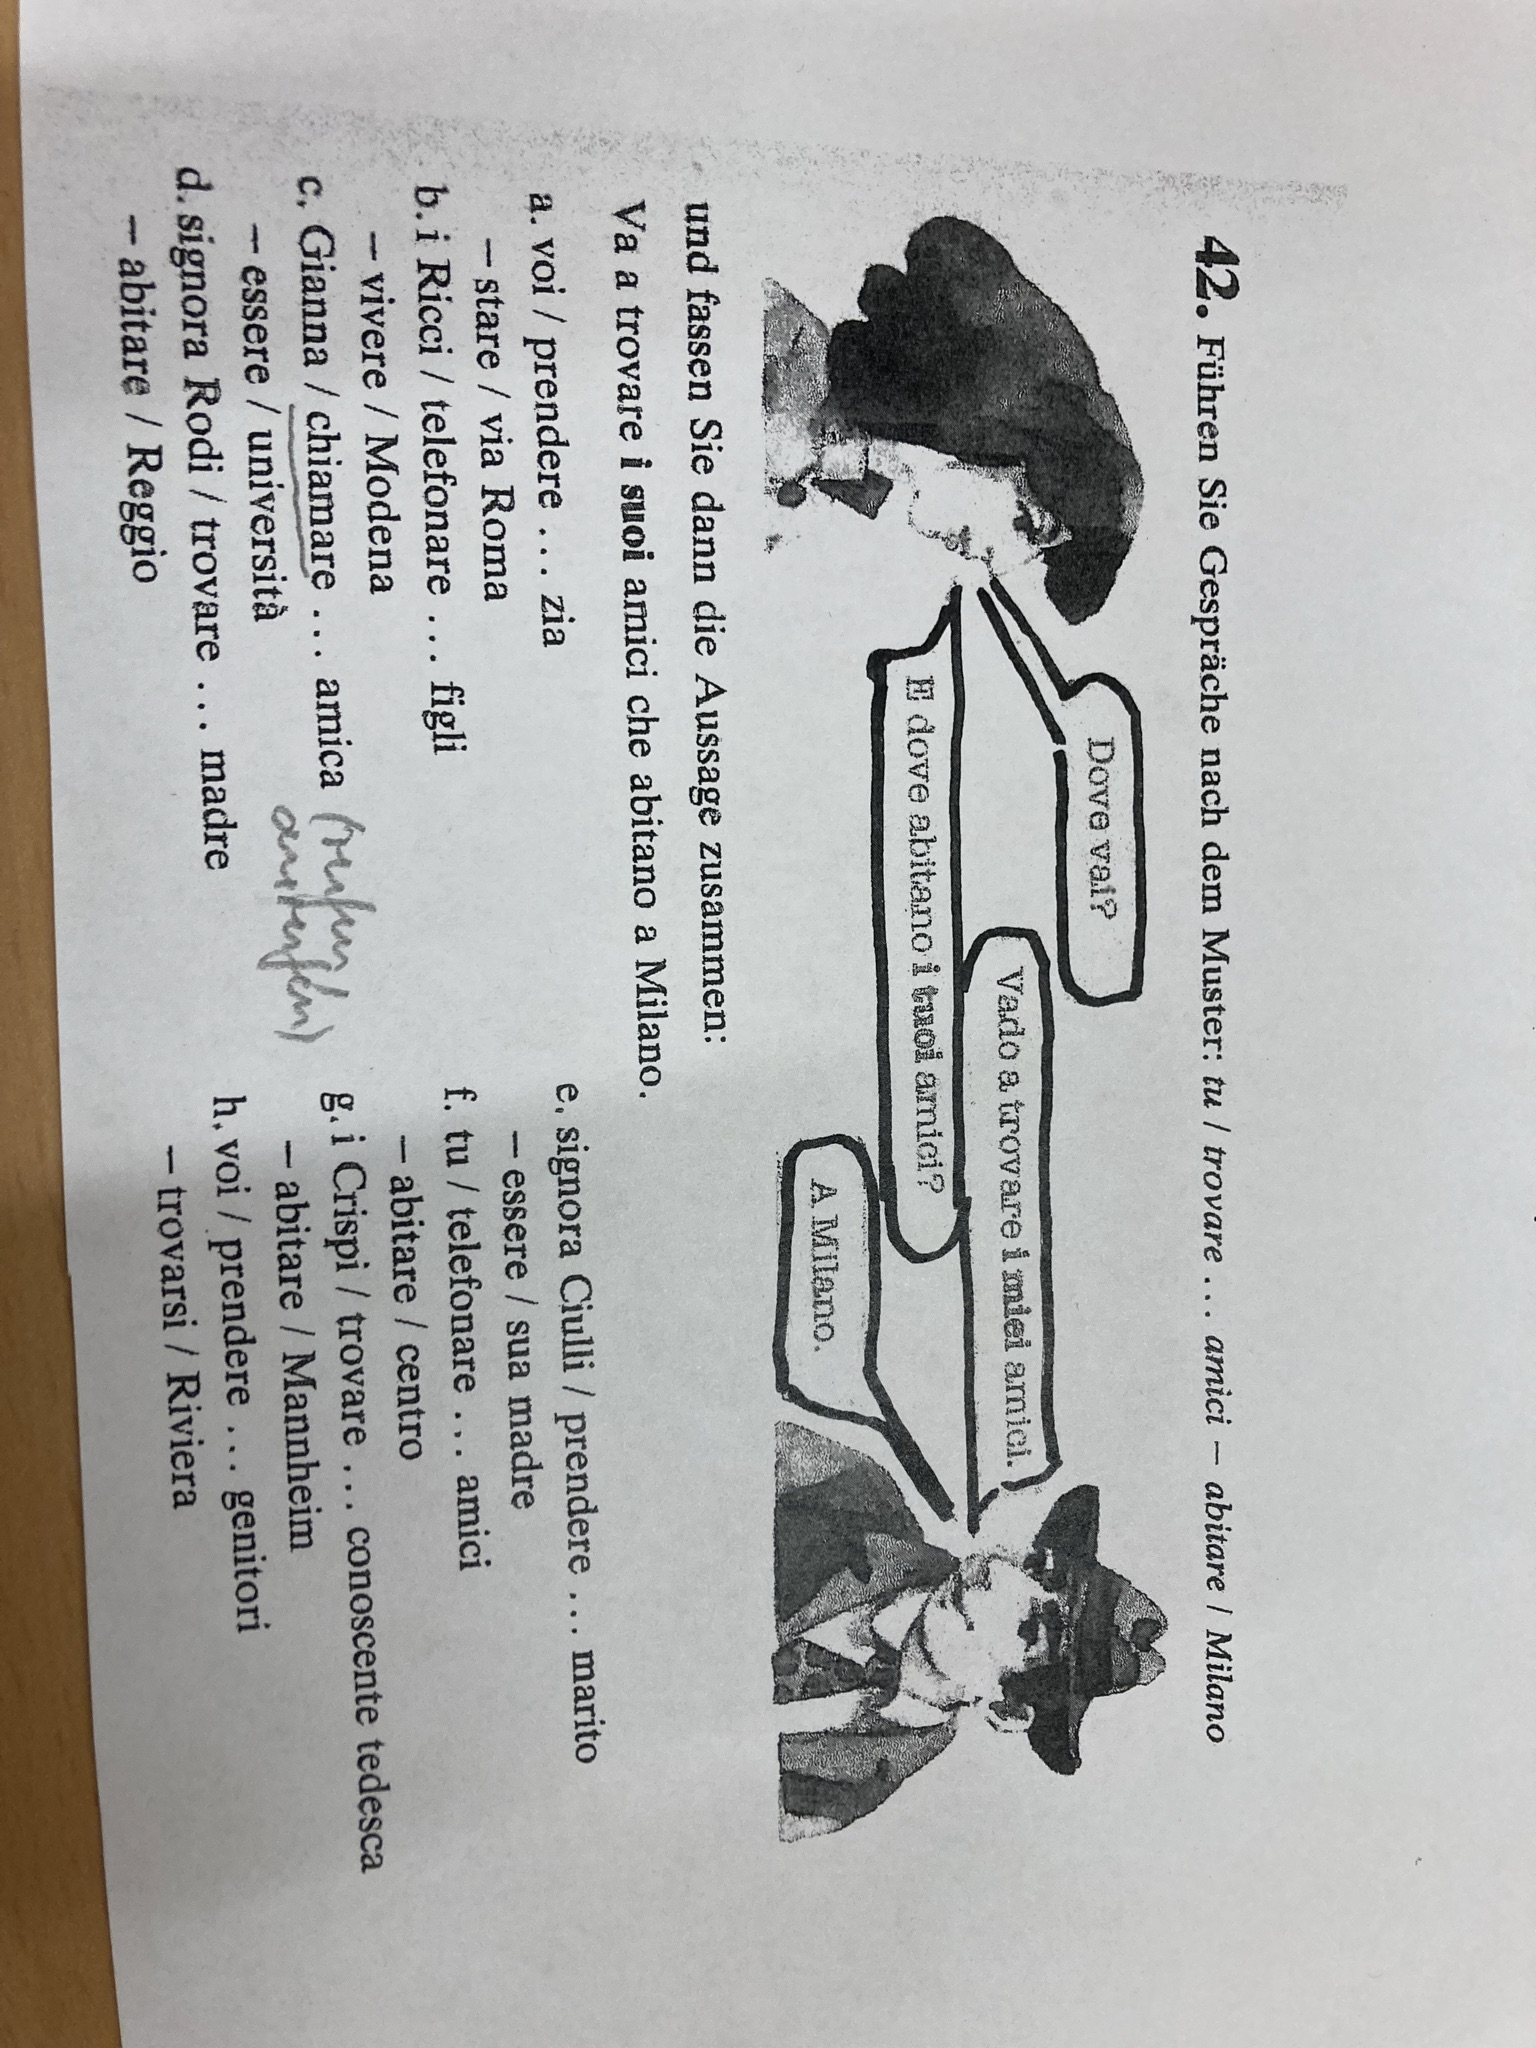 42. Führen Sie Gespräche nach dem Muster: tu / trovare ... amici – abitare / Milano
Dove vai?
Vado a trovare i miei amici.
E dove abitano i tuoi amici?
A Milano.
und fassen Sie dann die Aussage zusammen:
Va a trovare i suoi amici che abitano a Milano.
a. voi / prendere ... zia
– stare / via Roma
b. i Ricci / telefonare ... figli
– vivere / Modena
c. Gianna / chiamare ... amica (rufen
anrufen)
– essere / università
d. signora Rodi / trovare ... madre
– abitare / Reggio
e. signora Ciulli / prendere ... marito
– essere / sua madre
f. tu / telefonare ... amici
– abitare / centro
g. i Crispi / trovare ... conoscente tedesca
– abitare / Mannheim
h. voi / prendere ... genitori
– trovarsi / Riviera